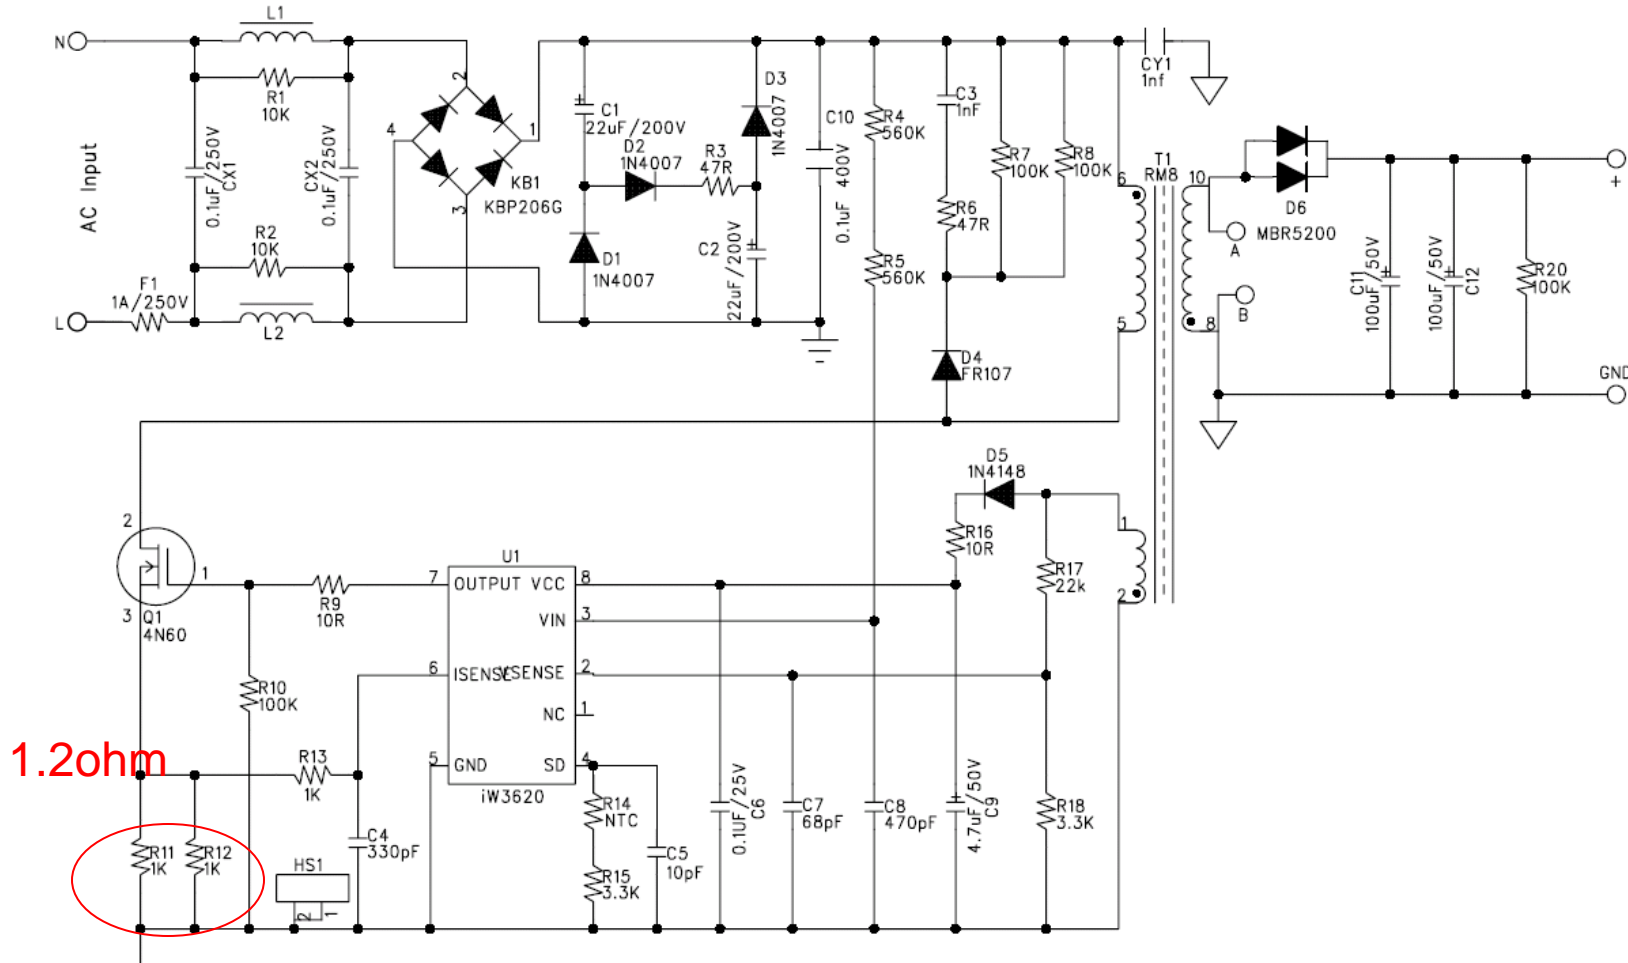 L1
N
2
R1
10K
AC Input
0.1uF/250V
CX1
0.1uF/250V
CX2
R2
10K
F1
1A/250V
L
L2
4
1
3
KB1
KBP206G
C1
22uF/200V
D2
1N4007
R3
47R
D3
1N4007
D1
1N4007
C2
22uF/200V
C10
0.1uF 400V
R4
560K
R5
560K
C3
1nF
R6
47R
R7
100K
R8
100K
D4
FR107
CY1
1nf
T1
RM8
6
10
5
8
A
B
D6
MBR5200
C11
100uF/50V
100uF/50V
C12
R20
100K
+
GND
D5
1N4148
R16
10R
R17
22k
1
2
2
1
3
Q1
4N60
R9
10R
R10
100K
U1
7
OUTPUT
VCC
8
VIN
3
6
ISENSE
VSENSE
2
NC
1
5
GND
SD
4
iW3620
1.2ohm
R13
1K
R11
1K
R12
1K
C4
330pF
HS1
2
1
R14
NTC
R15
3.3K
C5
10pF
0.1UF/25V
C6
C7
68pF
C8
470pF
4.7uF/50V
C9
R18
3.3K